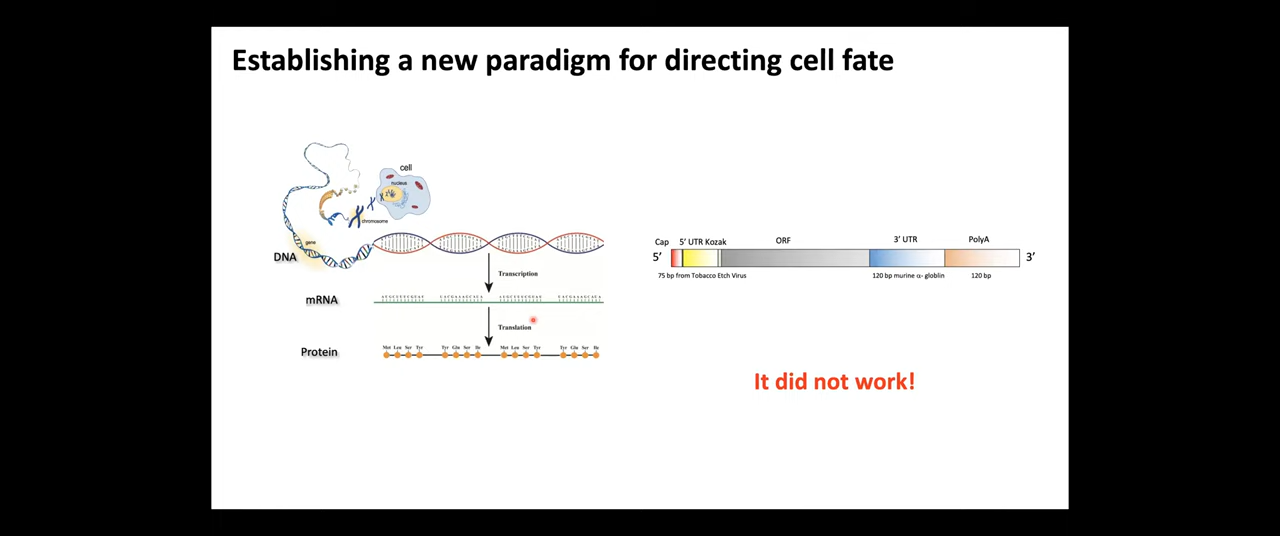 Establishing a new paradigm for directing cell fate
cell
nucleus
chromosome
gene
DNA
Transcription
mRNA
Translation
Protein
Met Leu Ser Tyr Tyr Glu Ser Ile Met Leu Ser Tyr Tyr Glu Ser Ile
Cap 5’ UTR Kozak ORF 3’ UTR PolyA
5’ 3’
75 bp from Tobacco Etch Virus 120 bp murine α- globlin 120 bp
It did not work!